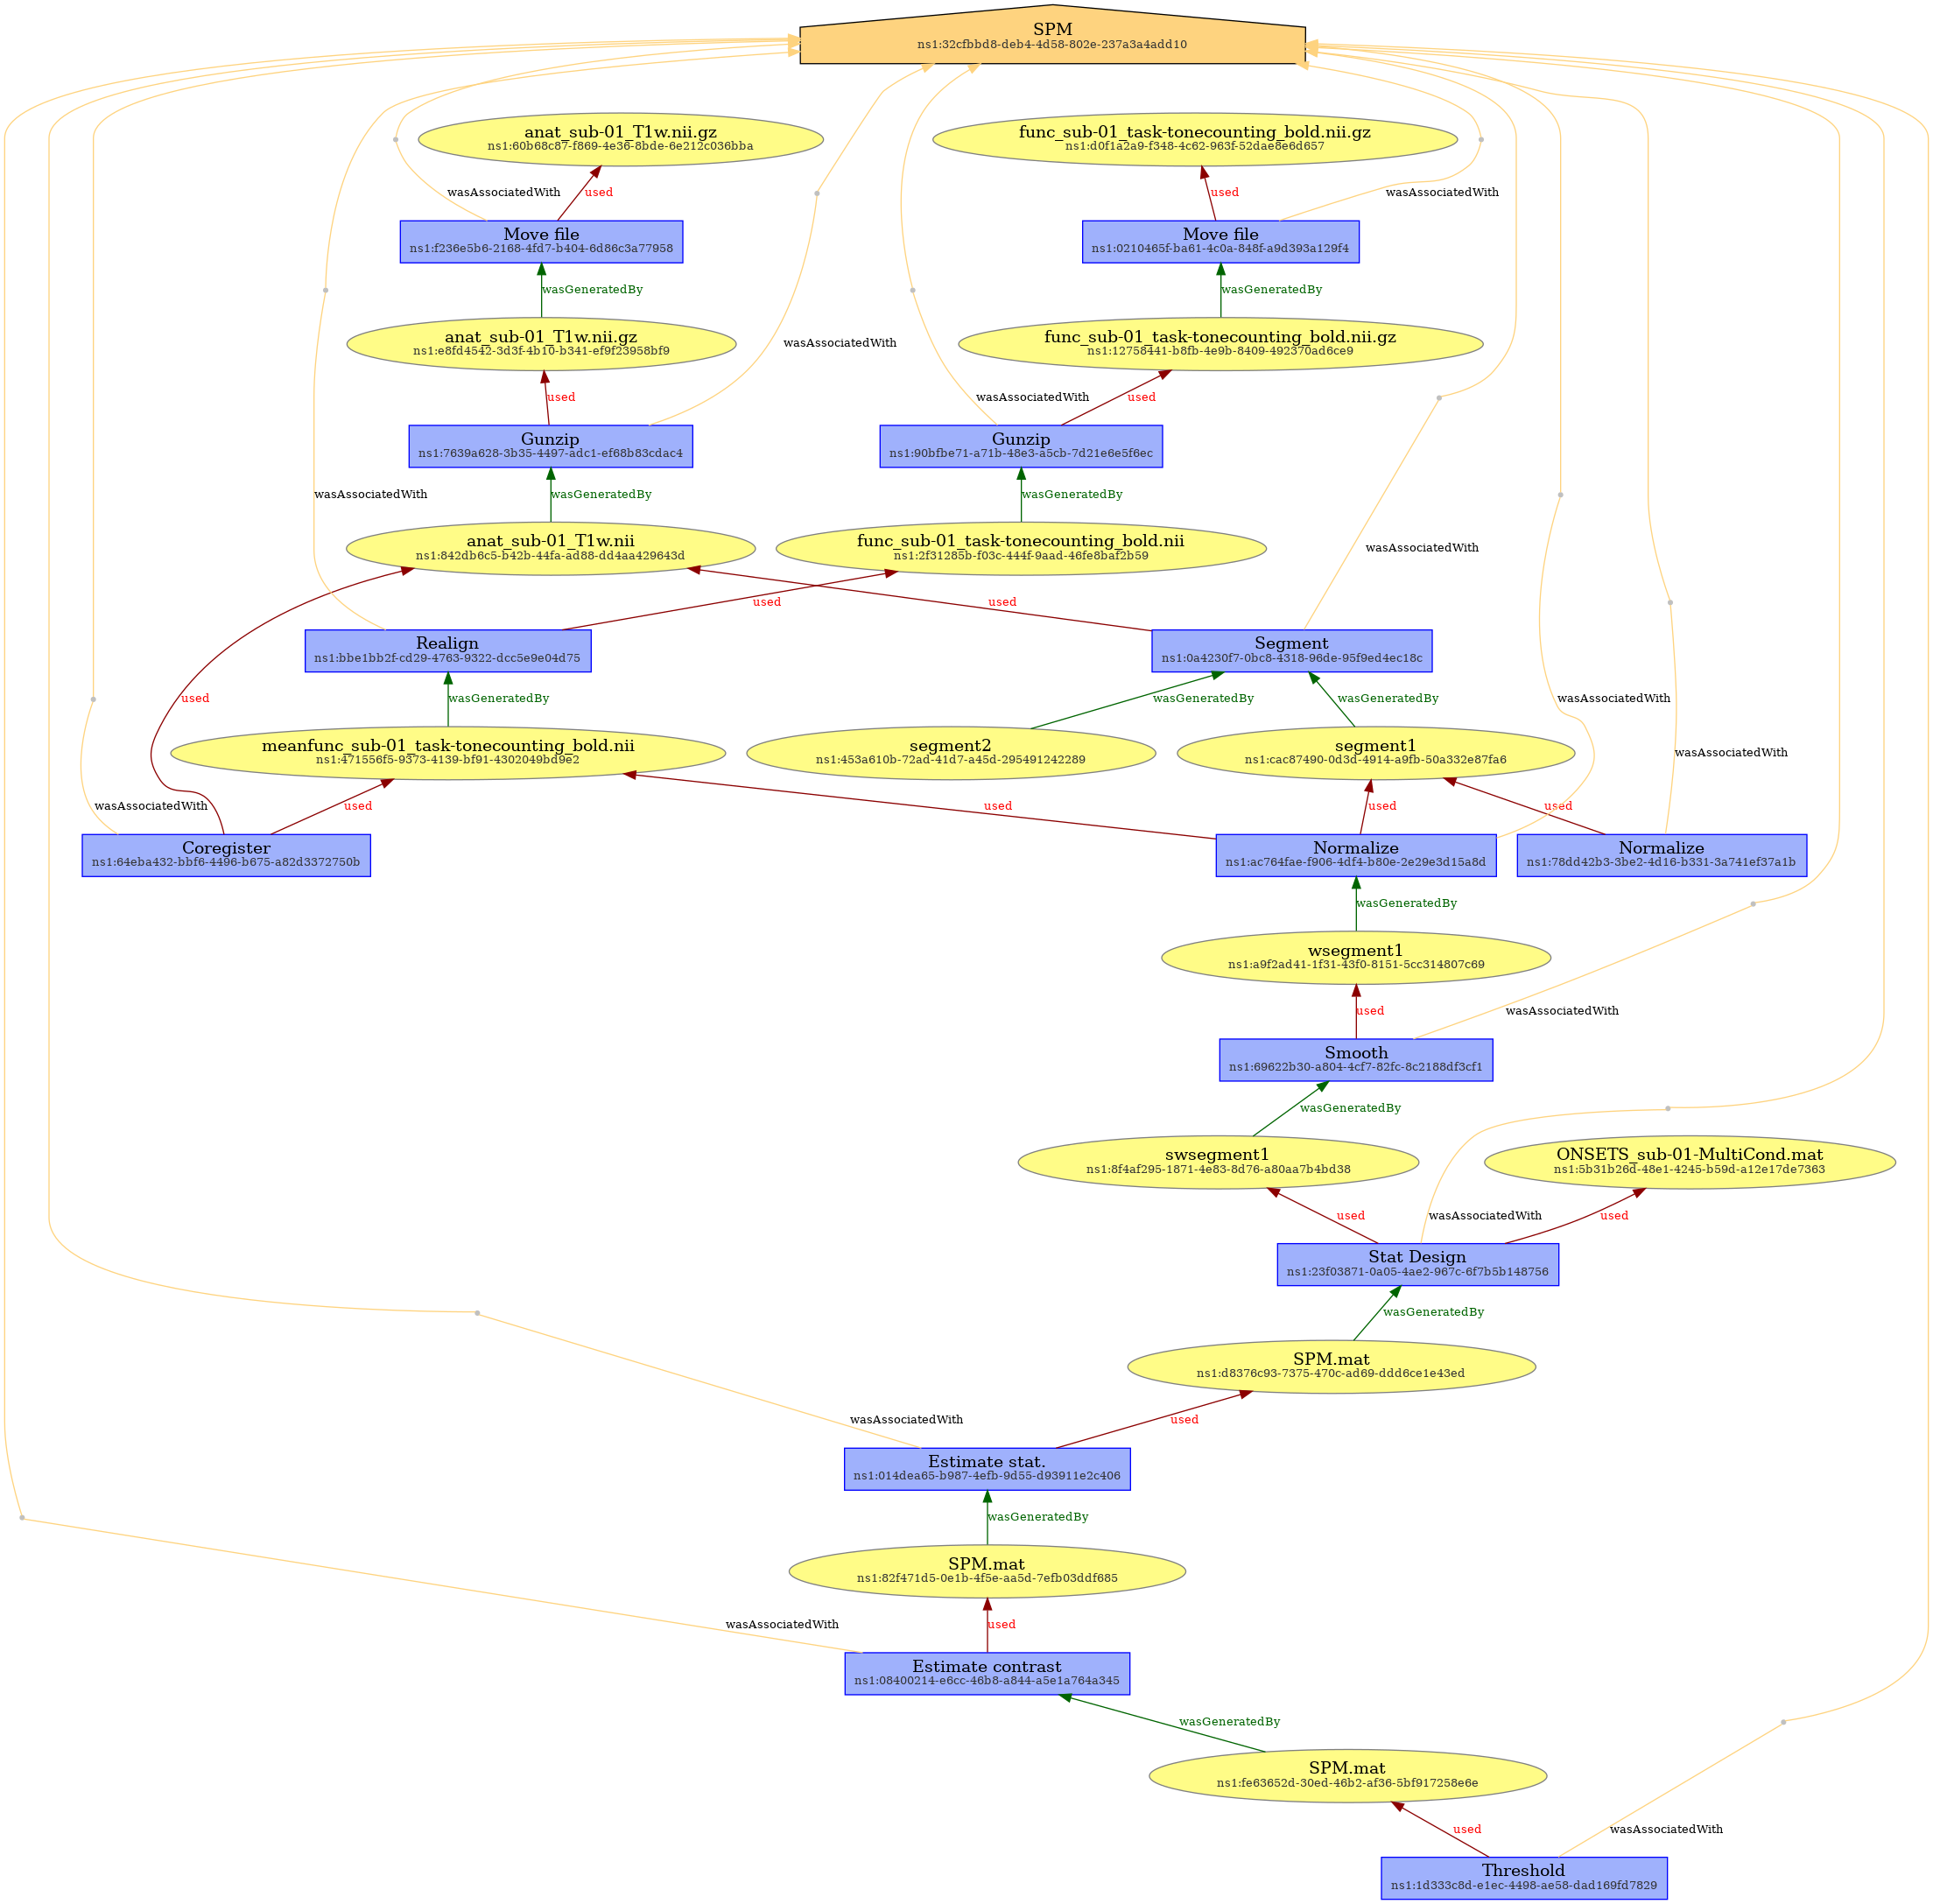 SPM
ns1:32cfbbd8-deb4-4d58-802e-237a3a4add10
anat_sub-01_T1w.nii.gz
ns1:60b68c87-f869-4e36-8bde-6e212c036bba
func_sub-01_task-tonecounting_bold.nii.gz
ns1:d0f1a2a9-f348-4c62-963f-52dae8e6d657
wasAssociatedWith
used
used
wasAssociatedWith
Move file
ns1:f236e5b6-2168-4fd7-b404-6d86c3a77958
Move file
ns1:0210465f-ba61-4c0a-848f-a9d393a129f4
wasGeneratedBy
wasGeneratedBy
anat_sub-01_T1w.nii.gz
ns1:e8fd4542-3d3f-4b10-b341-ef9f23958bf9
wasAssociatedWith
func_sub-01_task-tonecounting_bold.nii.gz
ns1:12758441-b8fb-4e9b-8409-492370ad6ce9
used
wasAssociatedWith
used
Gunzip
ns1:7639a628-3b35-4497-adc1-ef68b83cdac4
Gunzip
ns1:90bfbe71-a71b-48e3-a5cb-7d21e6e5f6ec
wasAssociatedWith
wasGeneratedBy
wasGeneratedBy
anat_sub-01_T1w.nii
ns1:842db6c5-b42b-44fa-ad88-dd4aa429643d
func_sub-01_task-tonecounting_bold.nii
ns1:2f31285b-f03c-444f-9aad-46fe8baf2b59
wasAssociatedWith
used
used
Realign
ns1:bbe1bb2f-cd29-4763-9322-dcc5e9e04d75
Segment
ns1:0a4230f7-0bc8-4318-96de-95f9ed4ec18c
used
wasGeneratedBy
wasGeneratedBy
wasGeneratedBy
wasAssociatedWith
meanfunc_sub-01_task-tonecounting_bold.nii
ns1:471556f5-9373-4139-bf91-4302049bd9e2
segment2
ns1:453a610b-72ad-41d7-a45d-295491242289
segment1
ns1:cac87490-0d3d-4914-a9fb-50a332e87fa6
wasAssociatedWith
wasAssociatedWith
used
used
used
used
Coregister
ns1:64eba432-bbf6-4496-b675-a82d3372750b
Normalize
ns1:ac764fae-f906-4df4-b80e-2e29e3d15a8d
Normalize
ns1:78dd42b3-3be2-4d16-b331-3a741ef37a1b
wasGeneratedBy
wsegment1
ns1:a9f2ad41-1f31-43f0-8151-5cc314807c69
used
wasAssociatedWith
Smooth
ns1:69622b30-a804-4cf7-82fc-8c2188df3cf1
wasGeneratedBy
swsegment1
ns1:8f4af295-1871-4e83-8d76-a80aa7b4bd38
ONSETS_sub-01-MultiCond.mat
ns1:5b31b26d-48e1-4245-b59d-a12e17de7363
used
wasAssociatedWith
used
Stat Design
ns1:23f03871-0a05-4ae2-967c-6f7b5b148756
wasGeneratedBy
SPM.mat
ns1:d8376c93-7375-470c-ad69-ddd6ce1e43ed
wasAssociatedWith
used
Estimate stat.
ns1:014dea65-b987-4efb-9d55-d93911e2c406
wasGeneratedBy
SPM.mat
ns1:82f471d5-0e1b-4f5e-aa5d-7efb03ddf685
wasAssociatedWith
used
Estimate contrast
ns1:08400214-e6cc-46b8-a844-a5e1a764a345
wasGeneratedBy
SPM.mat
ns1:fe63652d-30ed-46b2-af36-5bf917258e6e
used
wasAssociatedWith
Threshold
ns1:1d333c8d-e1ec-4498-ae58-dad169fd7829